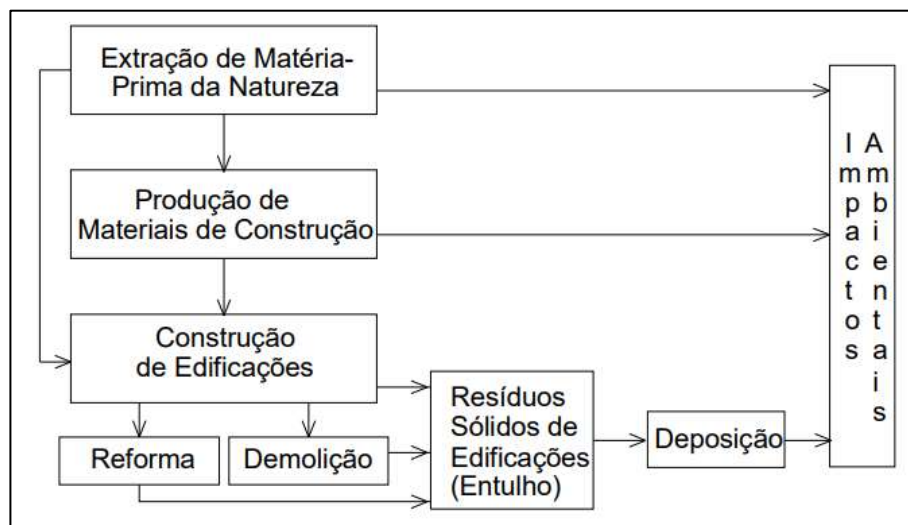 Extração de Matéria-
Prima da Natureza
Produção de
Materiais de Construção
Construção
de Edificações
Reforma
Demolição
Resíduos
Sólidos de
Edificações
(Entulho)
Deposição
Impactos
Ambientais